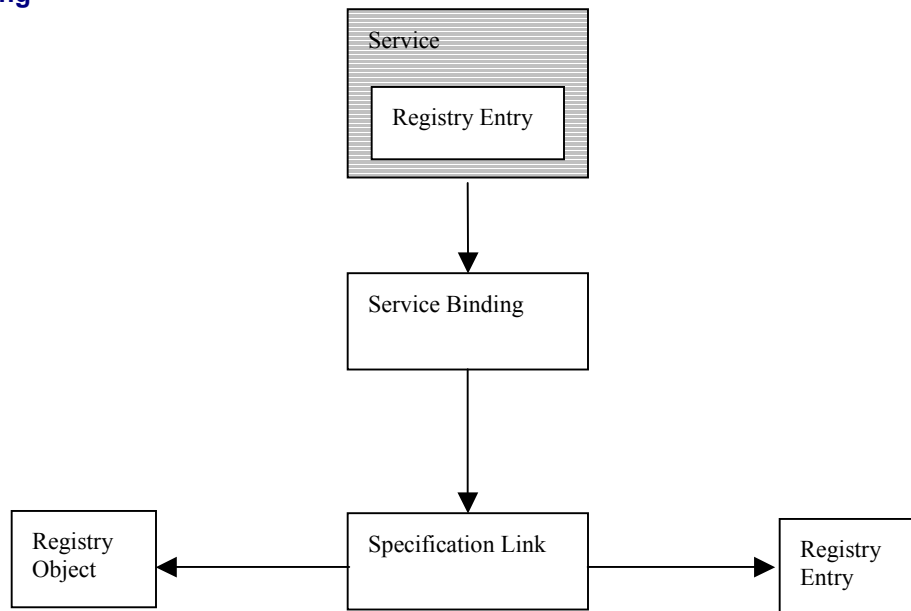 Service
Registry Entry
Service Binding
Registry
Object
Specification Link
Registry
Entry